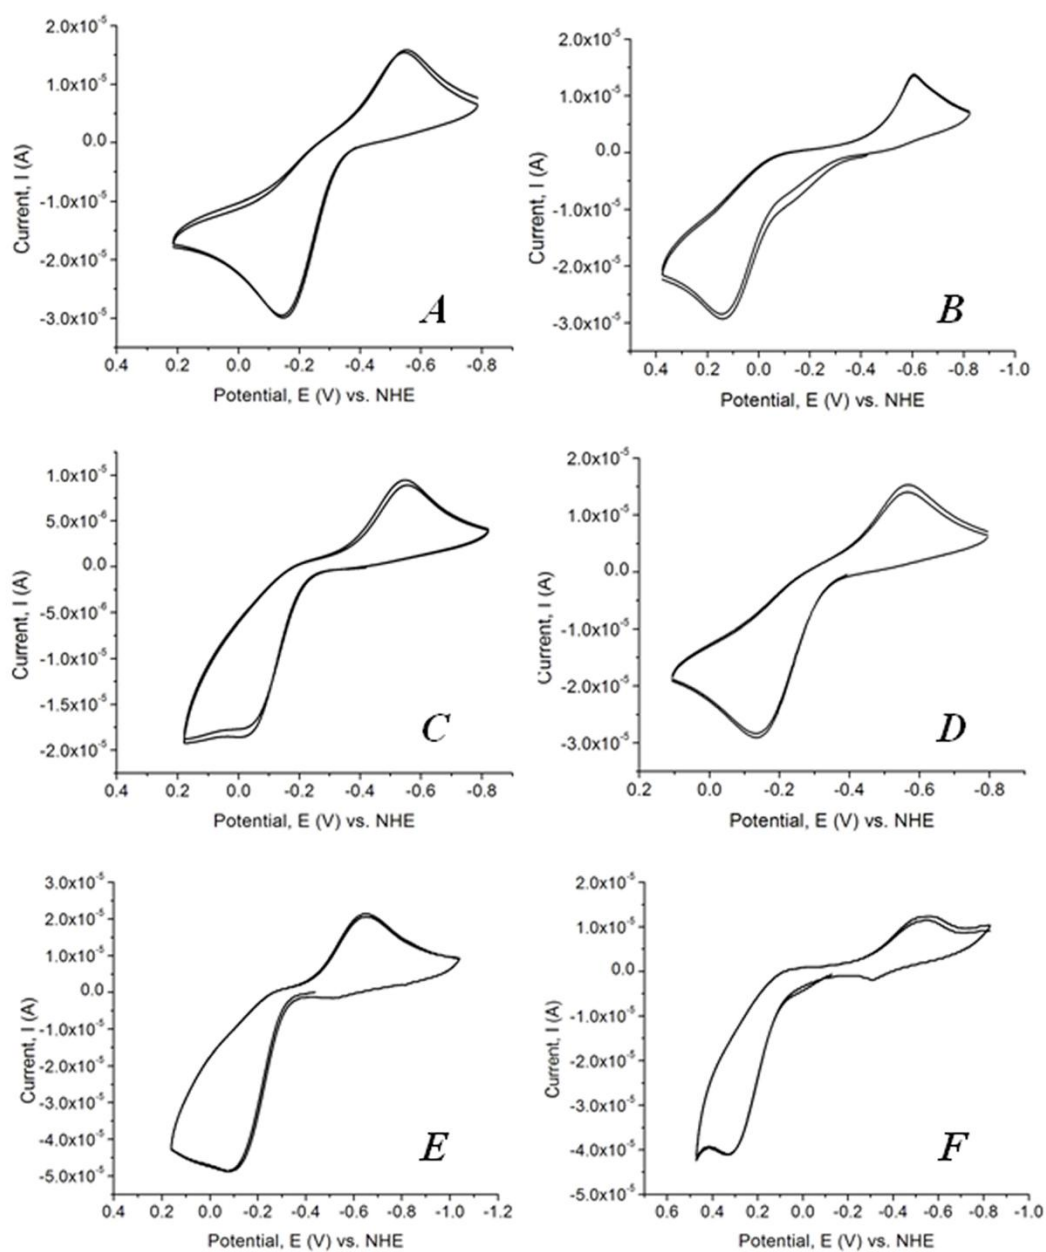 2.0x10⁻⁵
1.0x10⁻⁵
0.0
-1.0x10⁻⁵
-2.0x10⁻⁵
-3.0x10⁻⁵
Current, I (A)
A
0.4 0.2 0.0 -0.2 -0.4 -0.6 -0.8
Potential, E (V) vs. NHE
2.0x10⁻⁵
1.0x10⁻⁵
0.0
-1.0x10⁻⁵
-2.0x10⁻⁵
-3.0x10⁻⁵
Current, I (A)
B
0.4 0.2 0.0 -0.2 -0.4 -0.6 -0.8 -1.0
Potential, E (V) vs. NHE
1.0x10⁻⁵
5.0x10⁻⁶
0.0
-5.0x10⁻⁶
-1.0x10⁻⁵
-1.5x10⁻⁵
-2.0x10⁻⁵
Current, I (A)
C
0.4 0.2 0.0 -0.2 -0.4 -0.6 -0.8
Potential, E (V) vs. NHE
2.0x10⁻⁵
1.0x10⁻⁵
0.0
-1.0x10⁻⁵
-2.0x10⁻⁵
-3.0x10⁻⁵
Current, I (A)
D
0.0 -0.2 -0.4 -0.6 -0.8
Potential, E (V) vs. NHE
3.0x10⁻⁵
2.0x10⁻⁵
1.0x10⁻⁵
0.0
-1.0x10⁻⁵
-2.0x10⁻⁵
-3.0x10⁻⁵
-4.0x10⁻⁵
-5.0x10⁻⁵
Current, I (A)
E
0.4 0.2 0.0 -0.2 -0.4 -0.6 -0.8 -1.0 -1.2
Potential, E (V) vs. NHE
2.0x10⁻⁵
1.0x10⁻⁵
0.0
-1.0x10⁻⁵
-2.0x10⁻⁵
-3.0x10⁻⁵
-4.0x10⁻⁵
-5.0x10⁻⁵
Current, I (A)
F
0.6 0.4 0.2 0.0 -0.2 -0.4 -0.6 -0.8 -1.0
Potential, E (V) vs. NHE